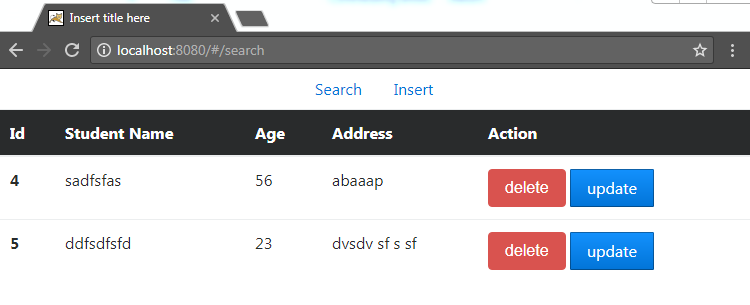 Insert title here
localhost:8080/#/search
Search Insert
Id Student Name Age Address Action
4 sadfsfas 56 abaaap delete update
5 ddfsdfsfd 23 dvsdv sf s sf delete update